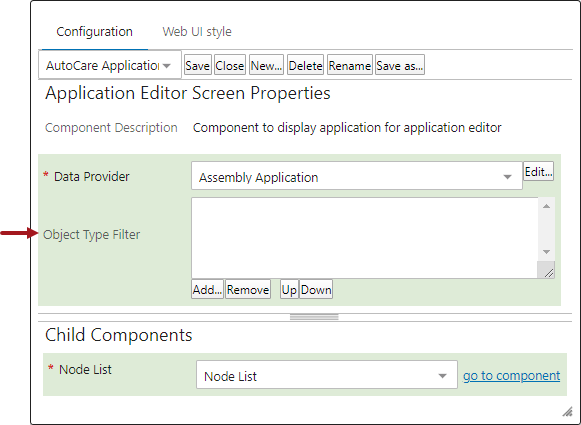 Configuration Web UI style
AutoCare Application Save Close New... Delete Rename Save as...
Application Editor Screen Properties
Component Description Component to display application for application editor
* Data Provider Assembly Application Edit...
Object Type Filter
Add... Remove Up Down
Child Components
* Node List Node List go to component